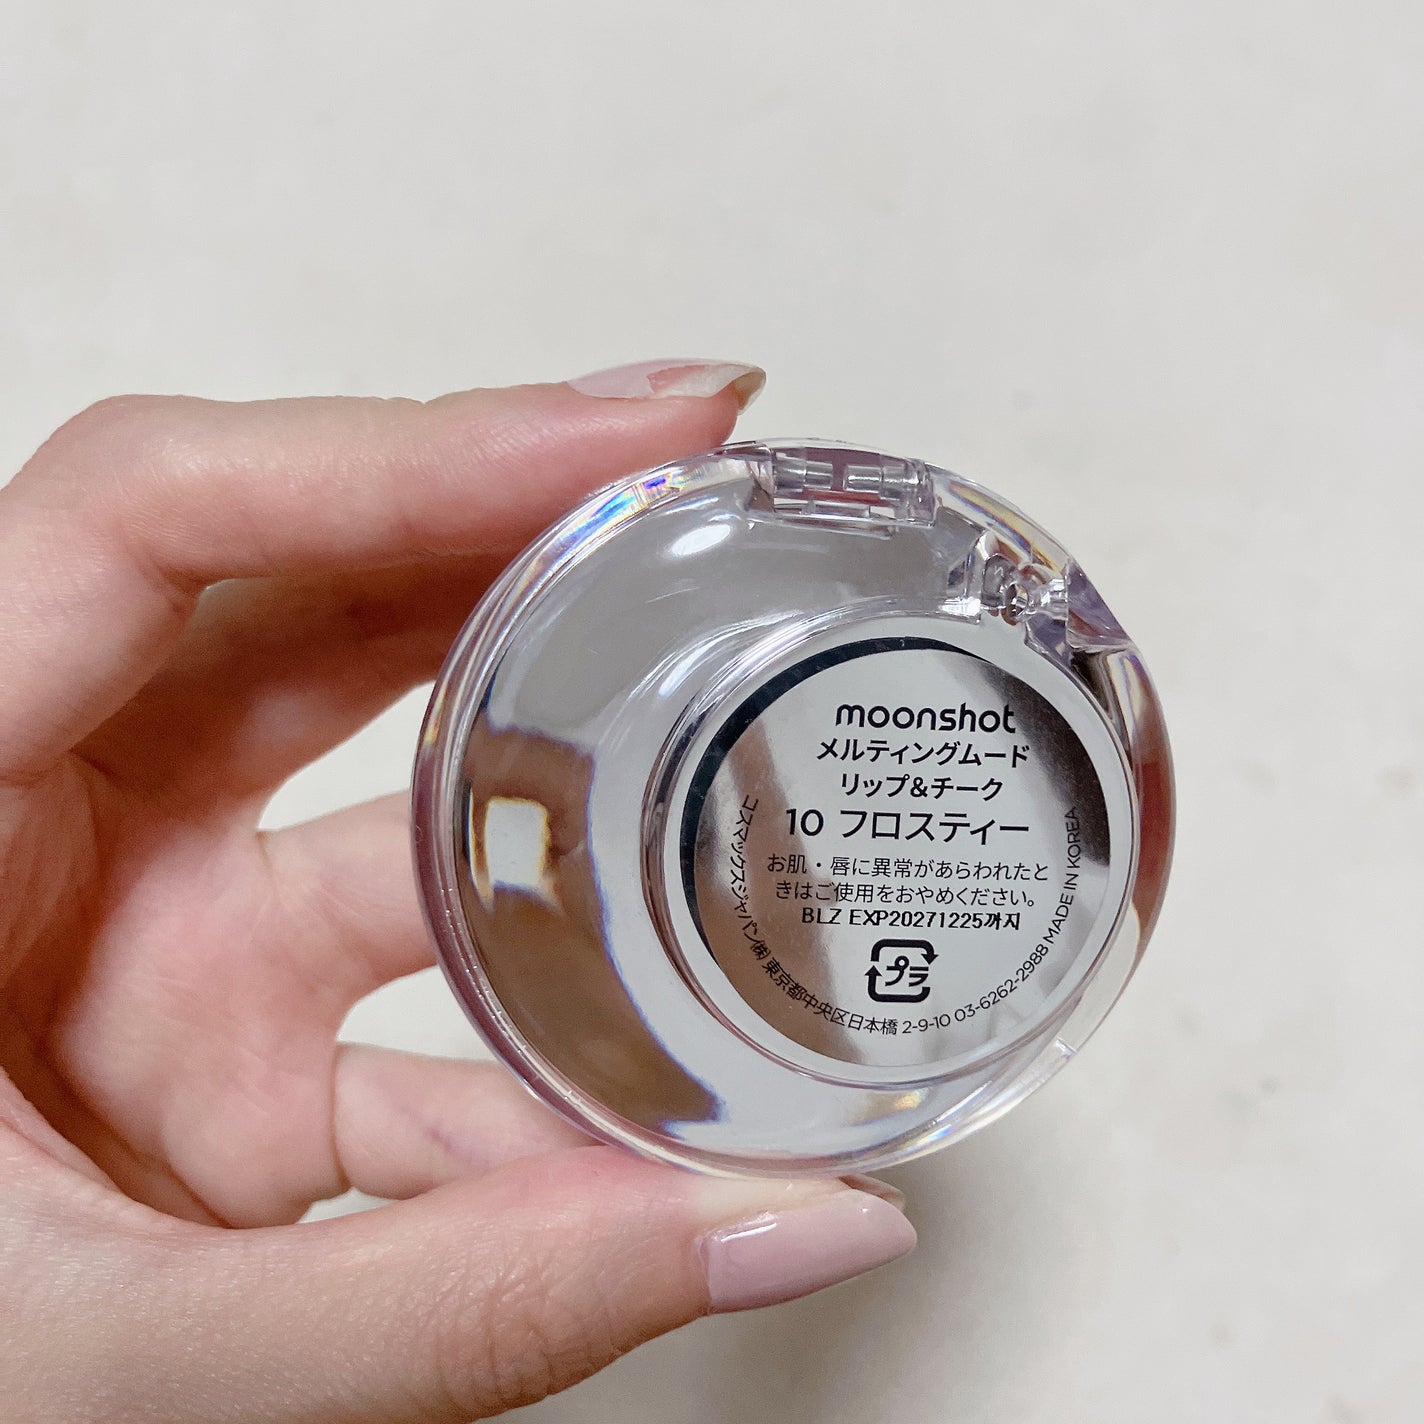 moonshot
メルティングムード
リップ&チーク
10 フロスティー
お肌・唇に異常があらわれたと
きはご使用をおやめください。
BLZ EXP20271225까지
プラ
コスマックスジャパン㈱ 東京都中央区日本橋 2-9-10 03-6262-2988 MADE IN KOREA